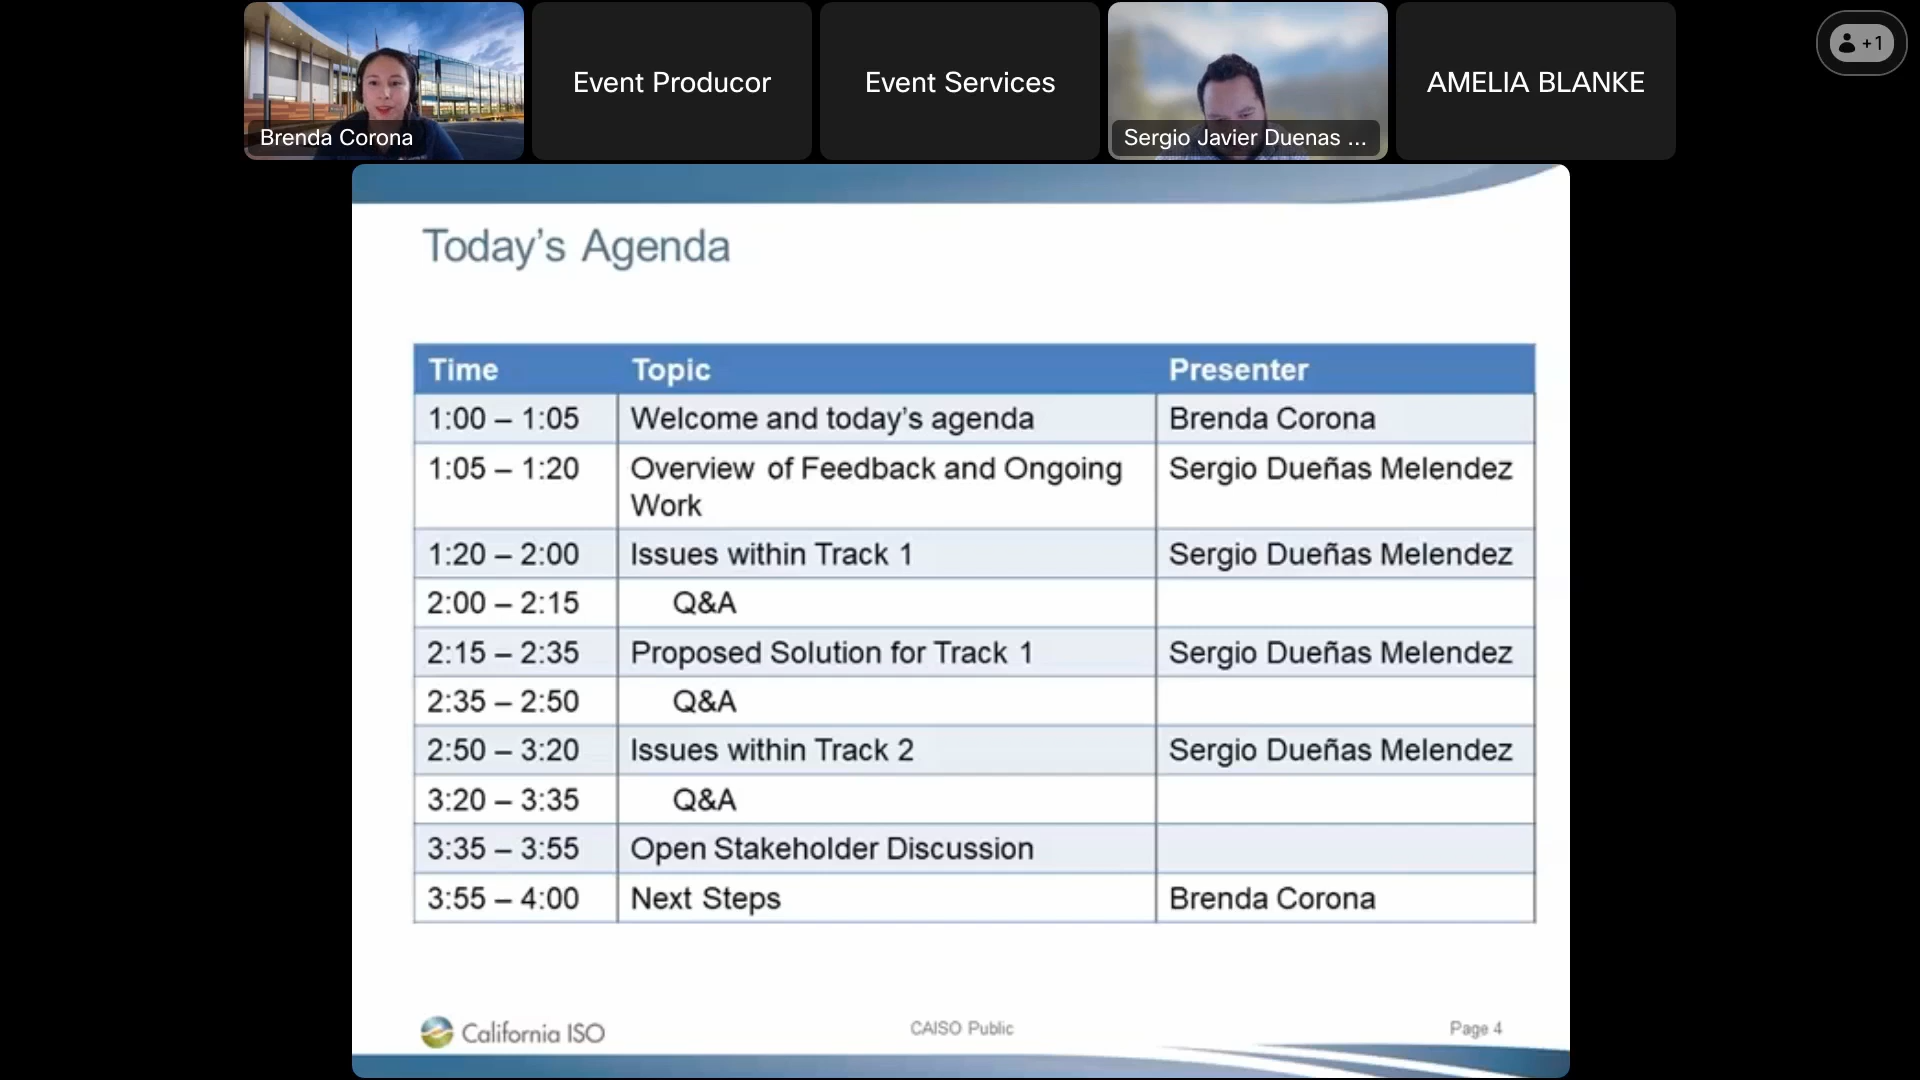 Brenda Corona
Event Producor
Event Services
Sergio Javier Duenas ...
AMELIA BLANKE
+1
Today's Agenda
Time Topic Presenter
1:00 – 1:05 Welcome and today's agenda Brenda Corona
1:05 – 1:20 Overview of Feedback and Ongoing Sergio Dueñas Melendez
Work
1:20 – 2:00 Issues within Track 1 Sergio Dueñas Melendez
2:00 – 2:15 Q&A
2:15 – 2:35 Proposed Solution for Track 1 Sergio Dueñas Melendez
2:35 – 2:50 Q&A
2:50 – 3:20 Issues within Track 2 Sergio Dueñas Melendez
3:20 – 3:35 Q&A
3:35 – 3:55 Open Stakeholder Discussion
3:55 – 4:00 Next Steps Brenda Corona
California ISO CAISO Public Page 4